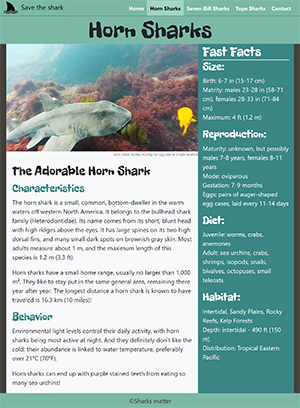 Save the shark
Home Horn Sharks Seven Gill Sharks Tope Sharks Contact
Horn Sharks
The Adorable Horn Shark
Characteristics
The horn shark is a small, common, bottom-dweller in the warm
waters off western North America. It belongs to the bullhead shark
family (Heterodontidae). Its name comes from its short, blunt head
with high ridges above the eyes. It has large spines on its two high
dorsal fins, and many small dark spots on brownish gray skin. Most
adults measure about 1 m, and the maximum length of this
species is 1.2 m (3.3 ft).
Horn sharks have a small home range, usually no larger than 1,000
m². They like to stay put in the same general area, remaining there
year after year. The longest distance a horn shark is known to have
traveled is 16.3 km (10 miles)!
Behavior
Environmental light levels control their daily activity, with horn
sharks being most active at night. And they definitely don't like the
cold: their abundance is linked to water temperature, preferably
over 21°C (70°F).
Horn sharks can end up with purple stained teeth from eating so
many sea urchins!
Fast Facts
Size:
Birth: 6-7 in (15-17 cm)
Matrity: males 23-28 in (58-71
cm), females 28-33 in (71-84
cm)
Maximum: 4 ft (1.2 m)
Reproduction:
Maturity: unknown, but possibly
males 7-8 years, females 8-11
years
Mode: oviparous
Gestation: 7-9 months
Eggs: pairs of auger-shaped
egg cases, laid every 11-14 days
Diet:
Juvenile: worms, crabs,
anemones
Adult: sea urchins, crabs,
shrimps, isopods, snails,
bivalves, octopuses, small
teleosts
Habitat:
Intertidal, Sandy Plains, Rocky
Reefs, Kelp Forests
Depth: intertidal - 490 ft (150
m)
Distribution: Tropical Eastern
Pacific
©Sharks matter